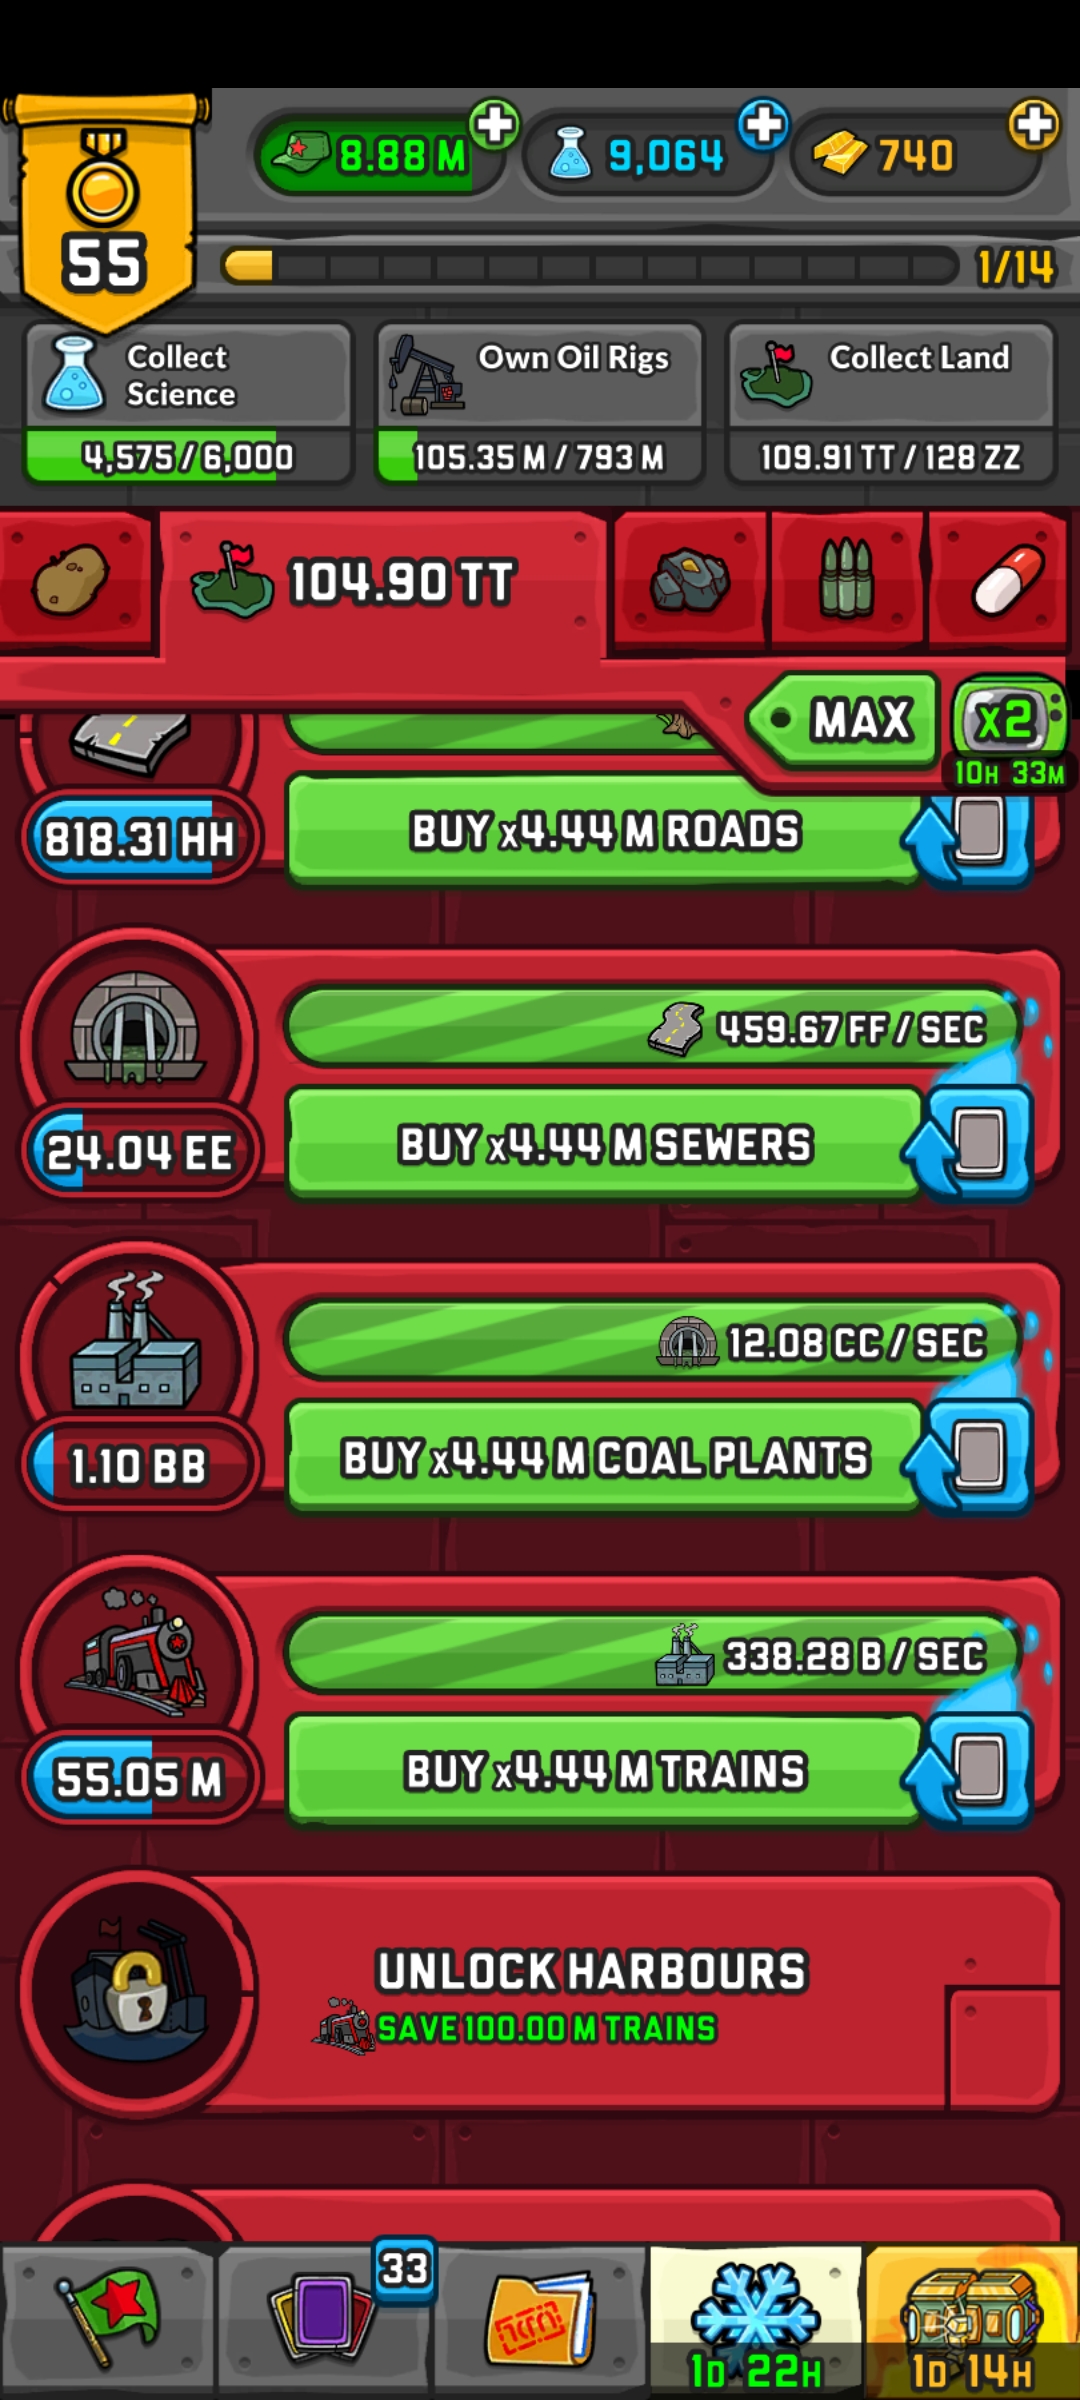 55
8.88 M
9,064
740
1/14
Collect
Science
4,575 / 6,000
Own Oil Rigs
105.35 M / 793 M
Collect Land
109.91 TT / 128 ZZ
104.90 TT
MAX
x2
10H 33M
818.31 HH
BUY x4.44 M ROADS
459.67 FF / SEC
24.04 EE
BUY x4.44 M SEWERS
12.08 CC / SEC
1.10 BB
BUY x4.44 M COAL PLANTS
338.28 B / SEC
55.05 M
BUY x4.44 M TRAINS
UNLOCK HARBOURS
SAVE 100.00 M TRAINS
33
1D 22H
1D 14H